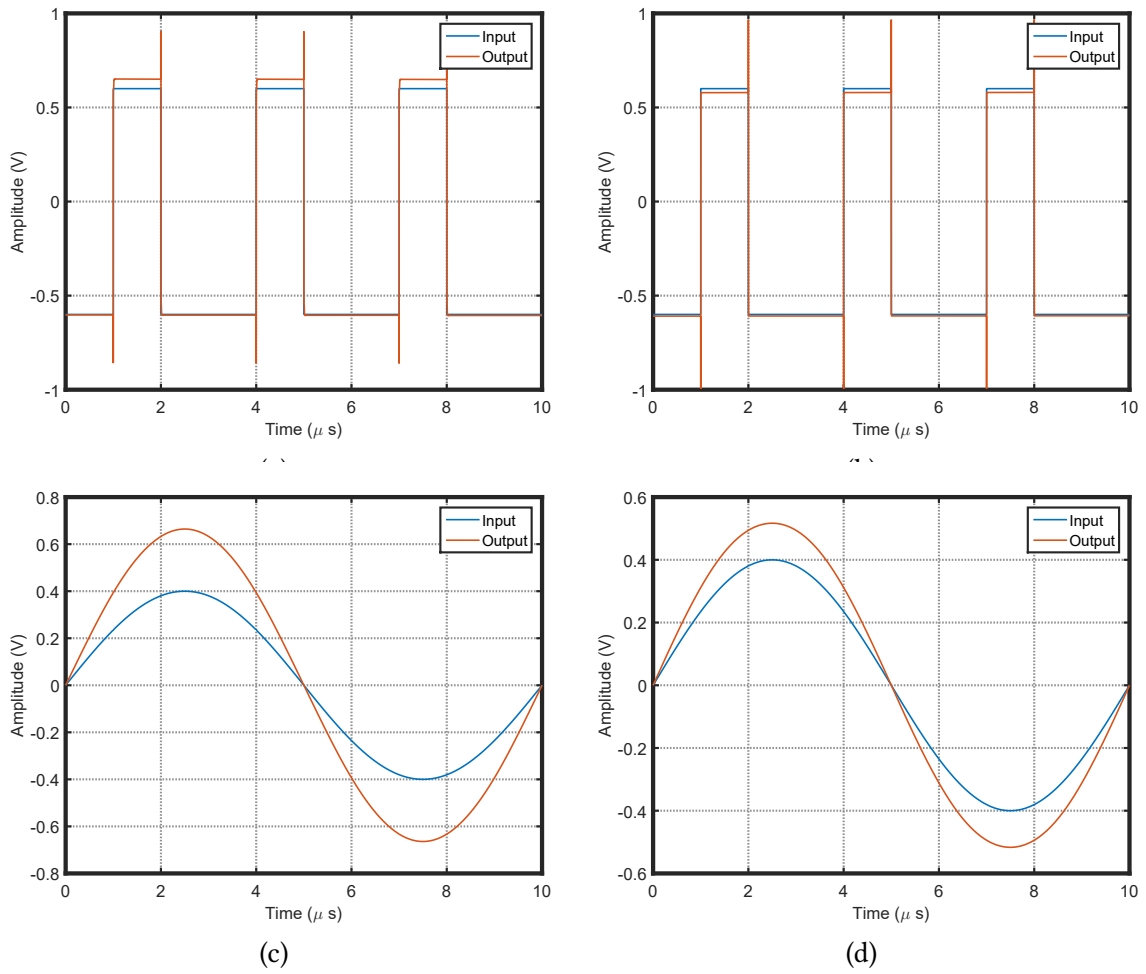 1
0.5
0
-0.5
-1
Amplitude (V)
0 2 4 6 8 10
Time (μ s)
Input
Output
1
0.5
0
-0.5
-1
Amplitude (V)
0 2 4 6 8 10
Time (μ s)
Input
Output
0.8
0.6
0.4
0.2
0
-0.2
-0.4
-0.6
-0.8
Amplitude (V)
0 2 4 6 8 10
Time (μ s)
Input
Output
(c)
0.6
0.4
0.2
0
-0.2
-0.4
-0.6
Amplitude (V)
0 2 4 6 8 10
Time (μ s)
Input
Output
(d)